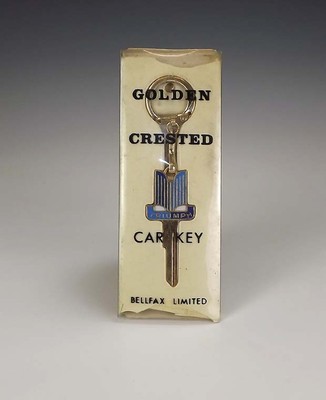 GOLDEN
CRESTED
TRIUMPH
CAR KEY
BELLFAX LIMITED